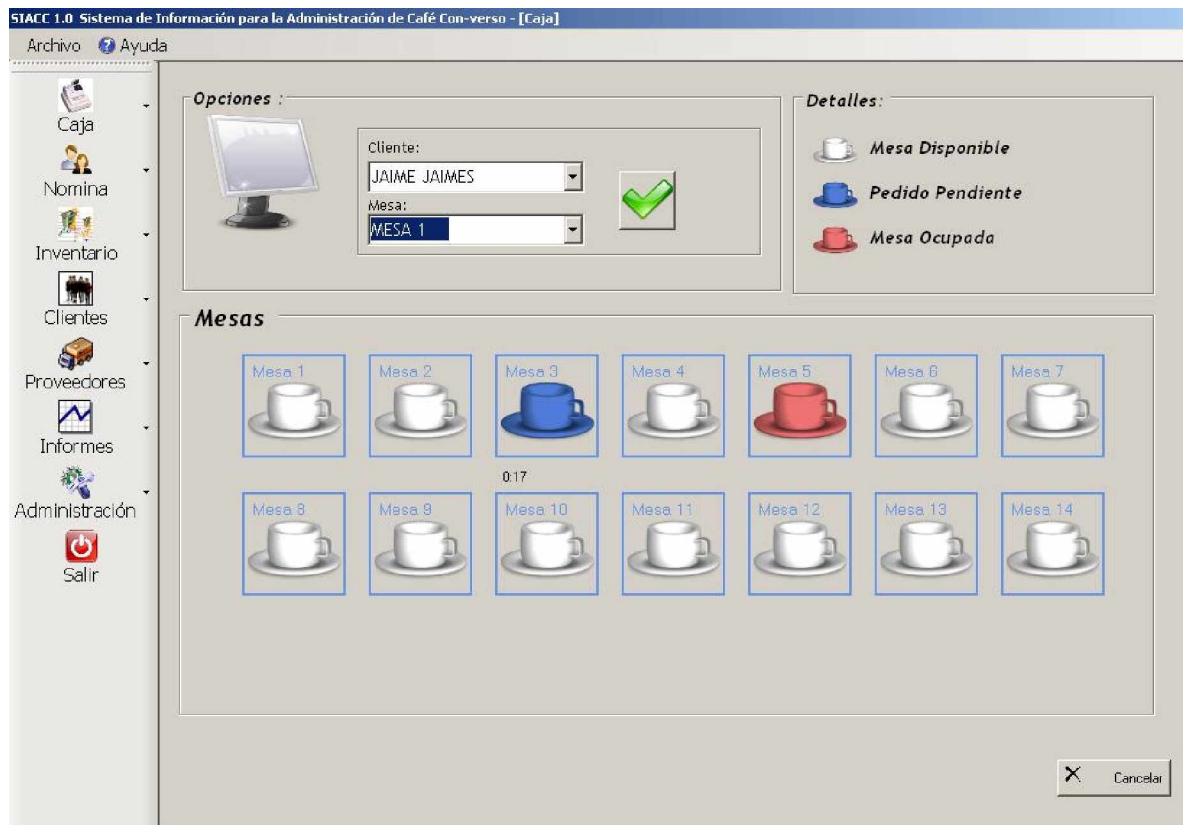 SIACC 1.0 Sistema de Información para la Administración de Café Con-verso - [Caja]
Archivo Ayuda
Caja
Nomina
Inventario
Clientes
Proveedores
Informes
Administración
Salir
Opciones :
Cliente:
JAIME JAIMES
Mesa:
MESA 1
Detalles:
Mesa Disponible
Pedido Pendiente
Mesa Ocupada
Mesas
Mesa 1 Mesa 2 Mesa 3 Mesa 4 Mesa 5 Mesa 6 Mesa 7
0:17
Mesa 8 Mesa 9 Mesa 10 Mesa 11 Mesa 12 Mesa 13 Mesa 14
Cancelar